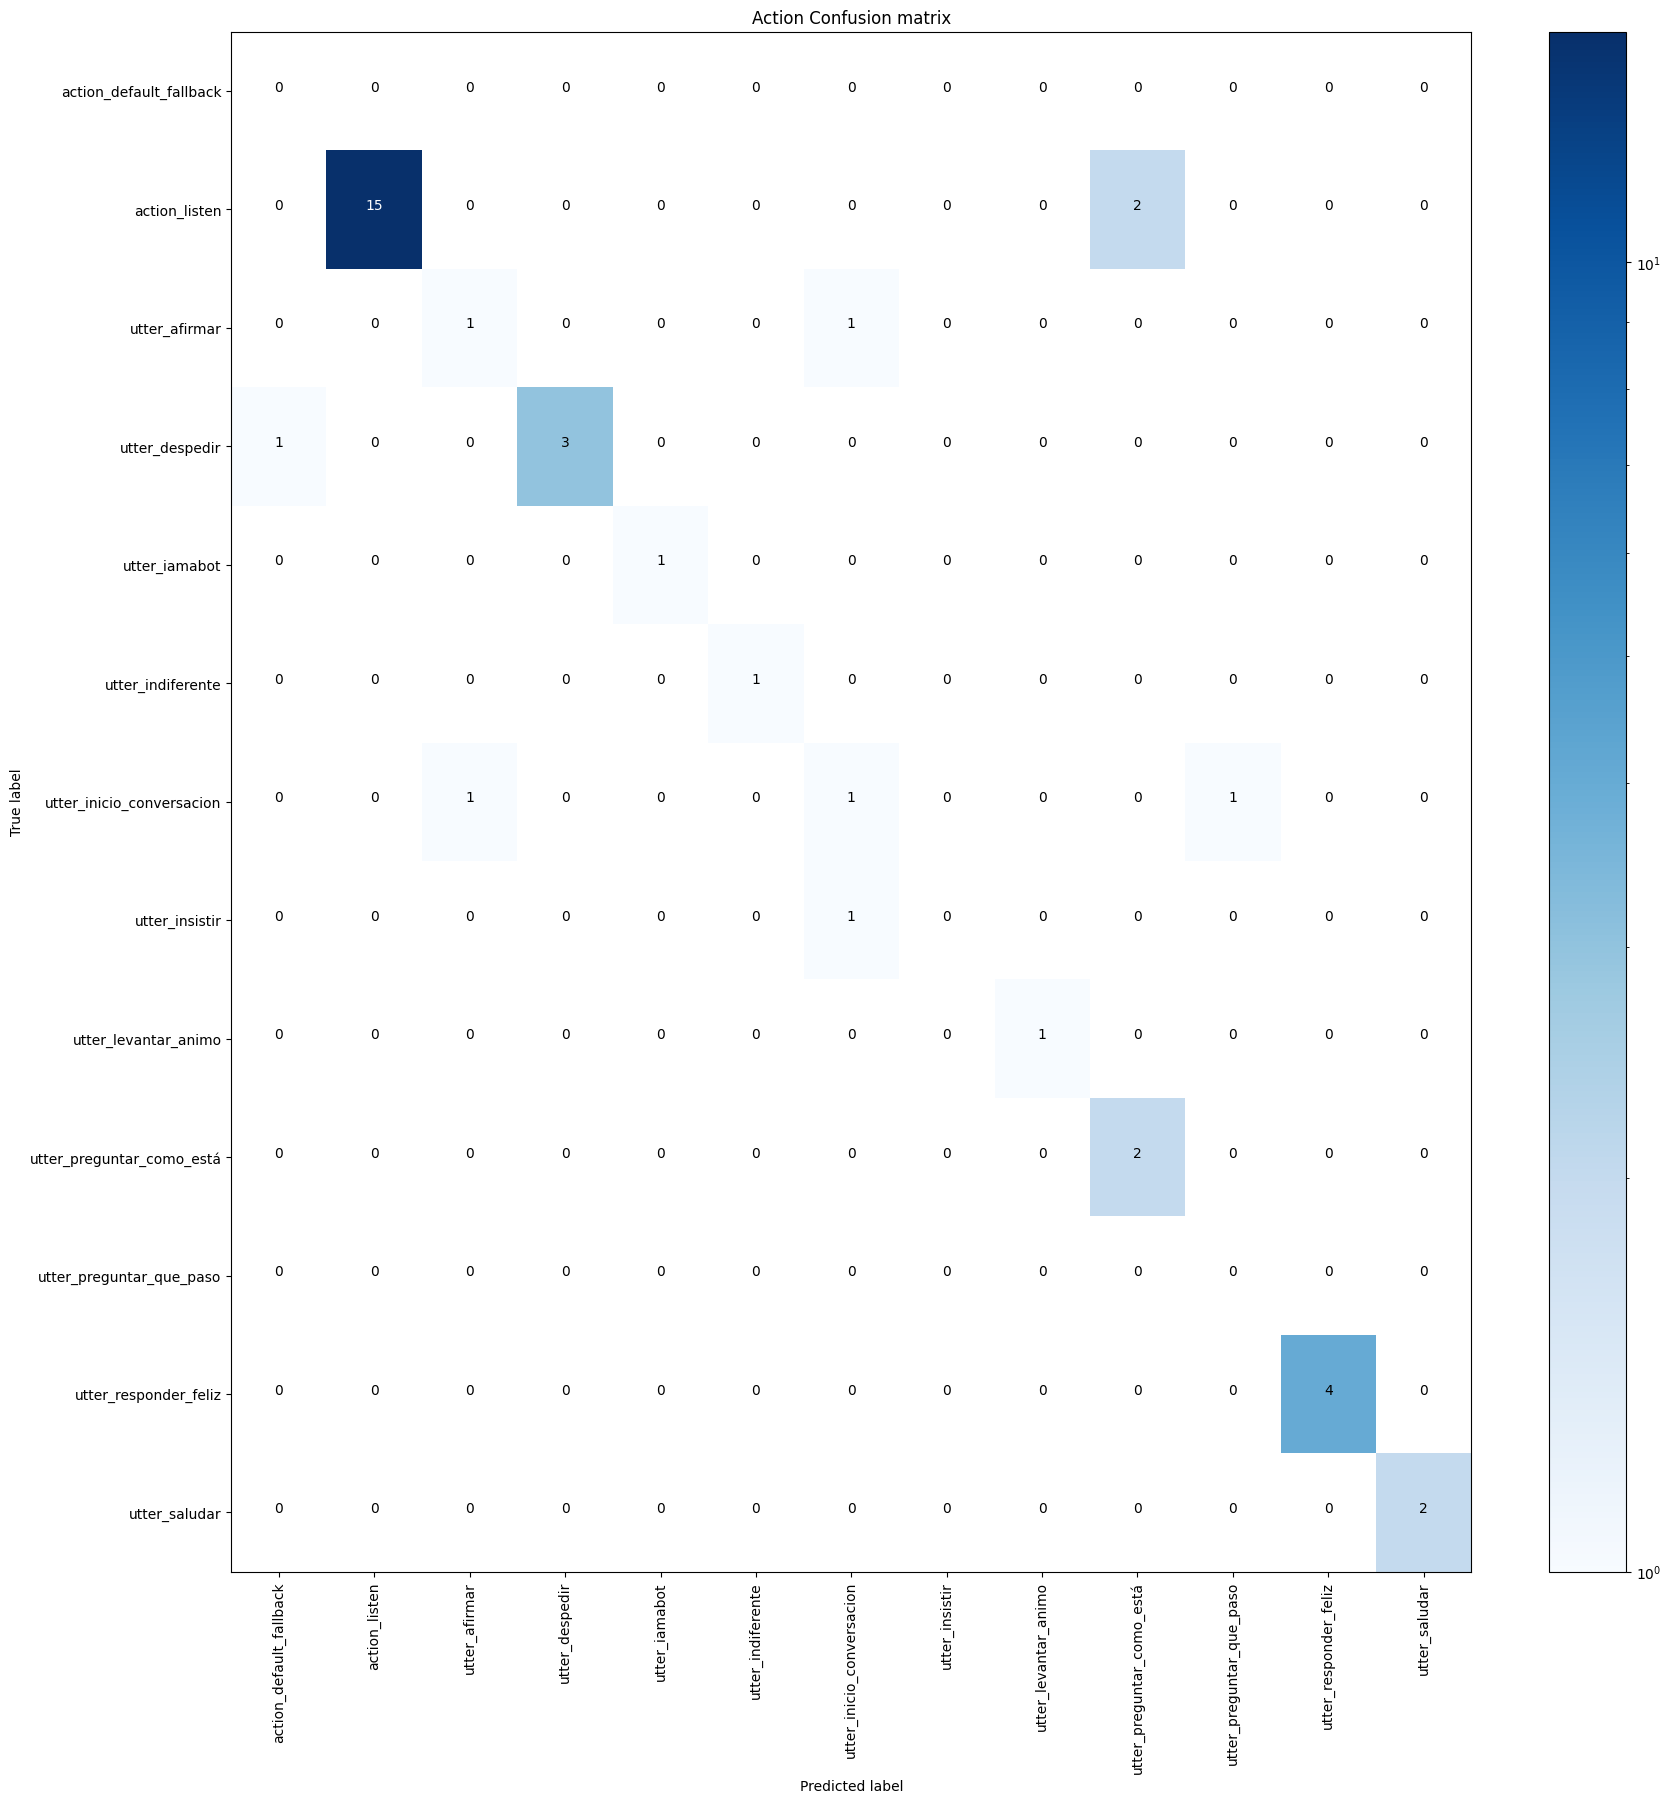 Action Confusion matrix
action_default_fallback 0 0 0 0 0 0 0 0 0 0 0 0 0
action_listen 0 15 0 0 0 0 0 0 0 2 0 0 0
utter_afirmar 0 0 1 0 0 0 1 0 0 0 0 0 0
utter_despedir 1 0 0 3 0 0 0 0 0 0 0 0 0
utter_iamabot 0 0 0 0 1 0 0 0 0 0 0 0 0
utter_indiferente 0 0 0 0 0 1 0 0 0 0 0 0 0
utter_inicio_conversacion 0 0 1 0 0 0 1 0 0 0 1 0 0
utter_insistir 0 0 0 0 0 0 1 0 0 0 0 0 0
utter_levantar_animo 0 0 0 0 0 0 0 0 1 0 0 0 0
utter_preguntar_como_está 0 0 0 0 0 0 0 0 0 2 0 0 0
utter_preguntar_que_paso 0 0 0 0 0 0 0 0 0 0 0 0 0
utter_responder_feliz 0 0 0 0 0 0 0 0 0 0 0 4 0
utter_saludar 0 0 0 0 0 0 0 0 0 0 0 0 2
True label
action_default_fallback
action_listen
utter_afirmar
utter_despedir
utter_iamabot
utter_indiferente
utter_inicio_conversacion
utter_insistir
utter_levantar_animo
utter_preguntar_como_está
utter_preguntar_que_paso
utter_responder_feliz
utter_saludar
Predicted label
10¹
10⁰